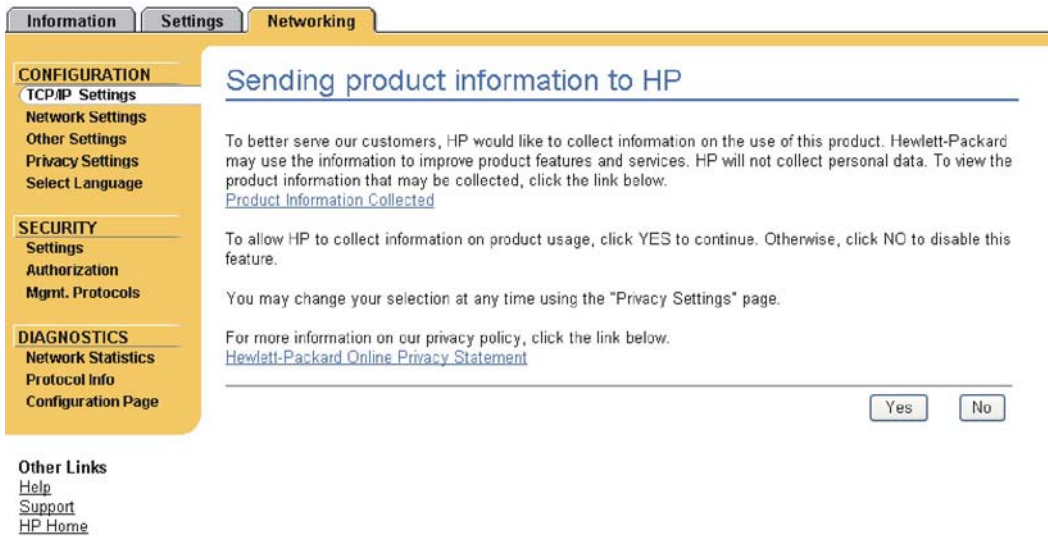 Information
Settings
Networking
CONFIGURATION
TCP/IP Settings
Network Settings
Other Settings
Privacy Settings
Select Language
SECURITY
Settings
Authorization
Mgmt. Protocols
DIAGNOSTICS
Network Statistics
Protocol Info
Configuration Page
Other Links
Help
Support
HP Home
Sending product information to HP
To better serve our customers, HP would like to collect information on the use of this product. Hewlett-Packard
may use the information to improve product features and services. HP will not collect personal data. To view the
product information that may be collected, click the link below.
Product Information Collected
To allow HP to collect information on product usage, click YES to continue. Otherwise, click NO to disable this
feature.
You may change your selection at any time using the "Privacy Settings" page.
For more information on our privacy policy, click the link below.
Hewlett-Packard Online Privacy Statement
Yes
No